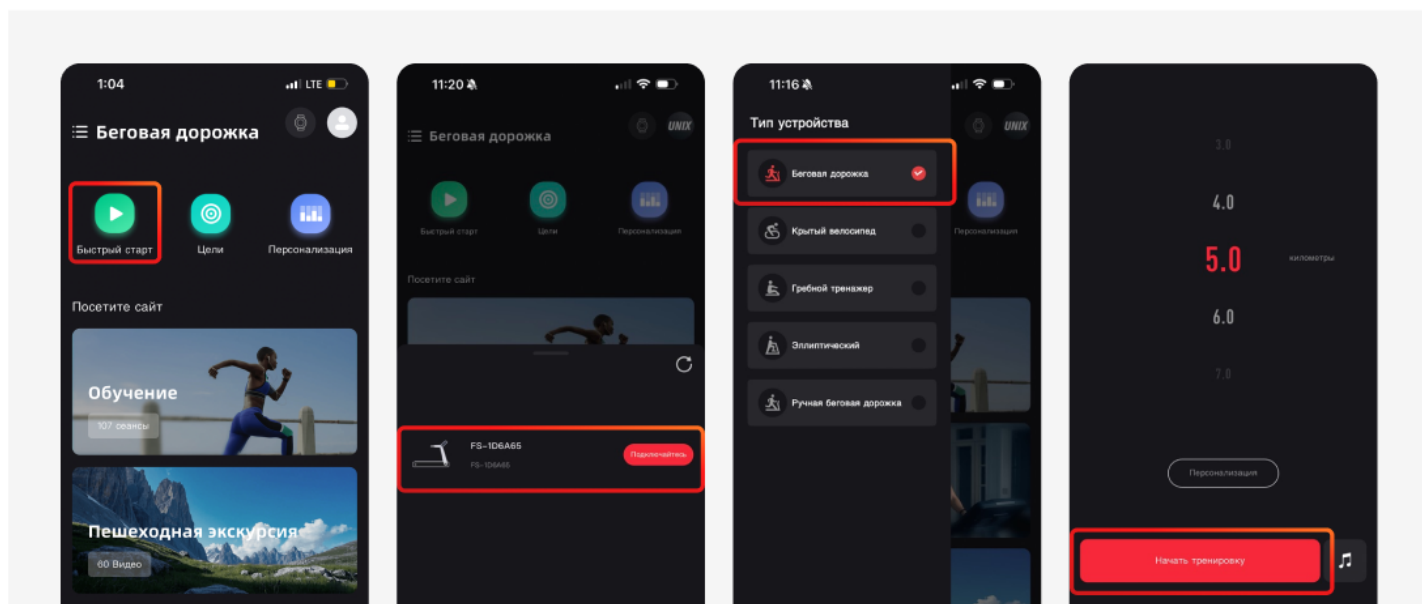 1:04
LTE
Беговая дорожка
Быстрый старт
Цели
Персонализация
Посетите сайт
Обучение
107 сеансы
Пешеходная экскурсия
60 Видео
11:20
UNIX
Беговая дорожка
Быстрый старт
Цели
Персонализация
Посетите сайт
FS-1D6A65
FS-1D6A65
Подключайтесь
11:16
Тип устройства
UNIX
Беговая дорожка
Крытый велосипед
Персонализация
Гребной тренажер
Эллиптический
Ручная беговая дорожка
3.0
4.0
5.0
километры
6.0
7.0
Персонализация
Начать тренировку